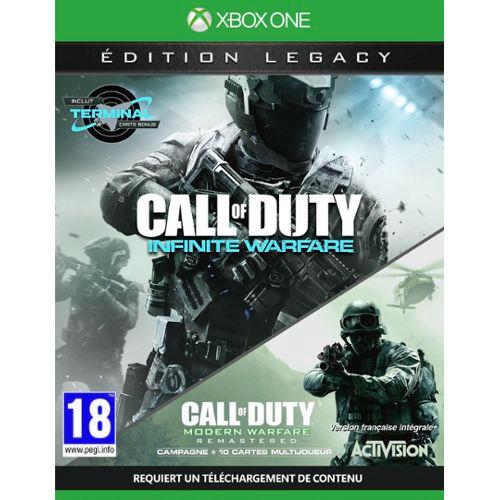 XBOX ONE
ÉDITION LEGACY
INCLUT
TERMINAL
CARTE BONUS
CALL OF DUTY
INFINITE WARFARE
18
www.pegi.info
CALL OF DUTY
MODERN WARFARE
REMASTERED
CAMPAGNE + 10 CARTES MULTIJOUEUR
Version française intégrale
ACTIVISION
REQUIERT UN TÉLÉCHARGEMENT DE CONTENU